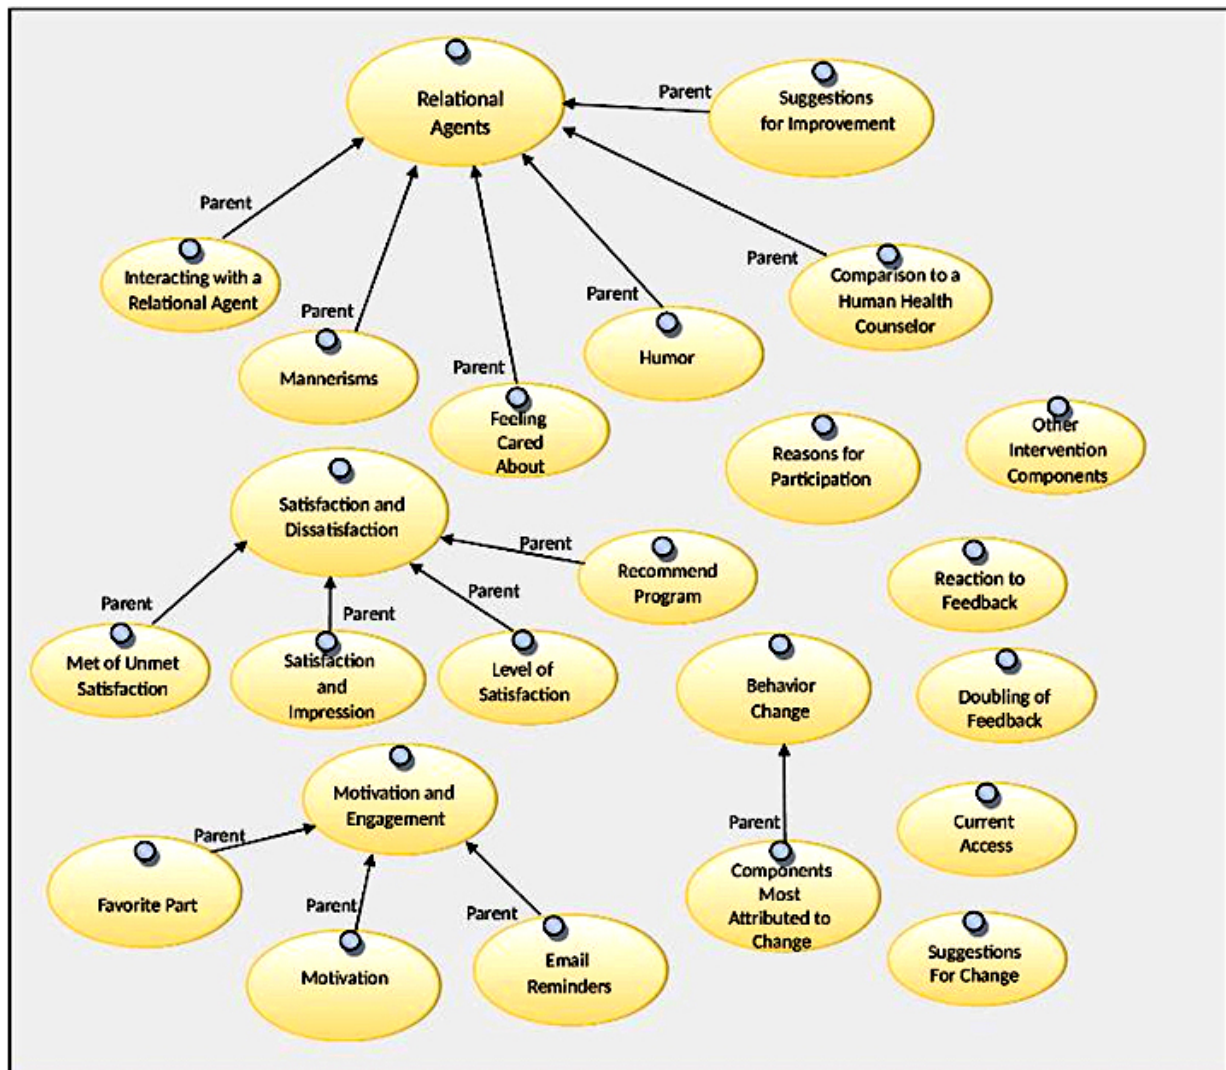 Relational
Agents
Parent
Suggestions
for Improvement
Parent
Interacting with a
Relational Agent
Parent
Mannerisms
Parent
Feeling
Cared
About
Parent
Humor
Parent
Comparison to a
Human Health
Counselor
Reasons for
Participation
Other
Intervention
Components
Satisfaction and
Dissatisfaction
Parent
Recommend
Program
Reaction to
Feedback
Parent
Met of Unmet
Satisfaction
Parent
Satisfaction
and
Impression
Parent
Level of
Satisfaction
Behavior
Change
Doubling of
Feedback
Motivation and
Engagement
Parent
Favorite Part
Parent
Motivation
Parent
Email
Reminders
Parent
Components
Most
Attributed to
Change
Current
Access
Suggestions
For Change